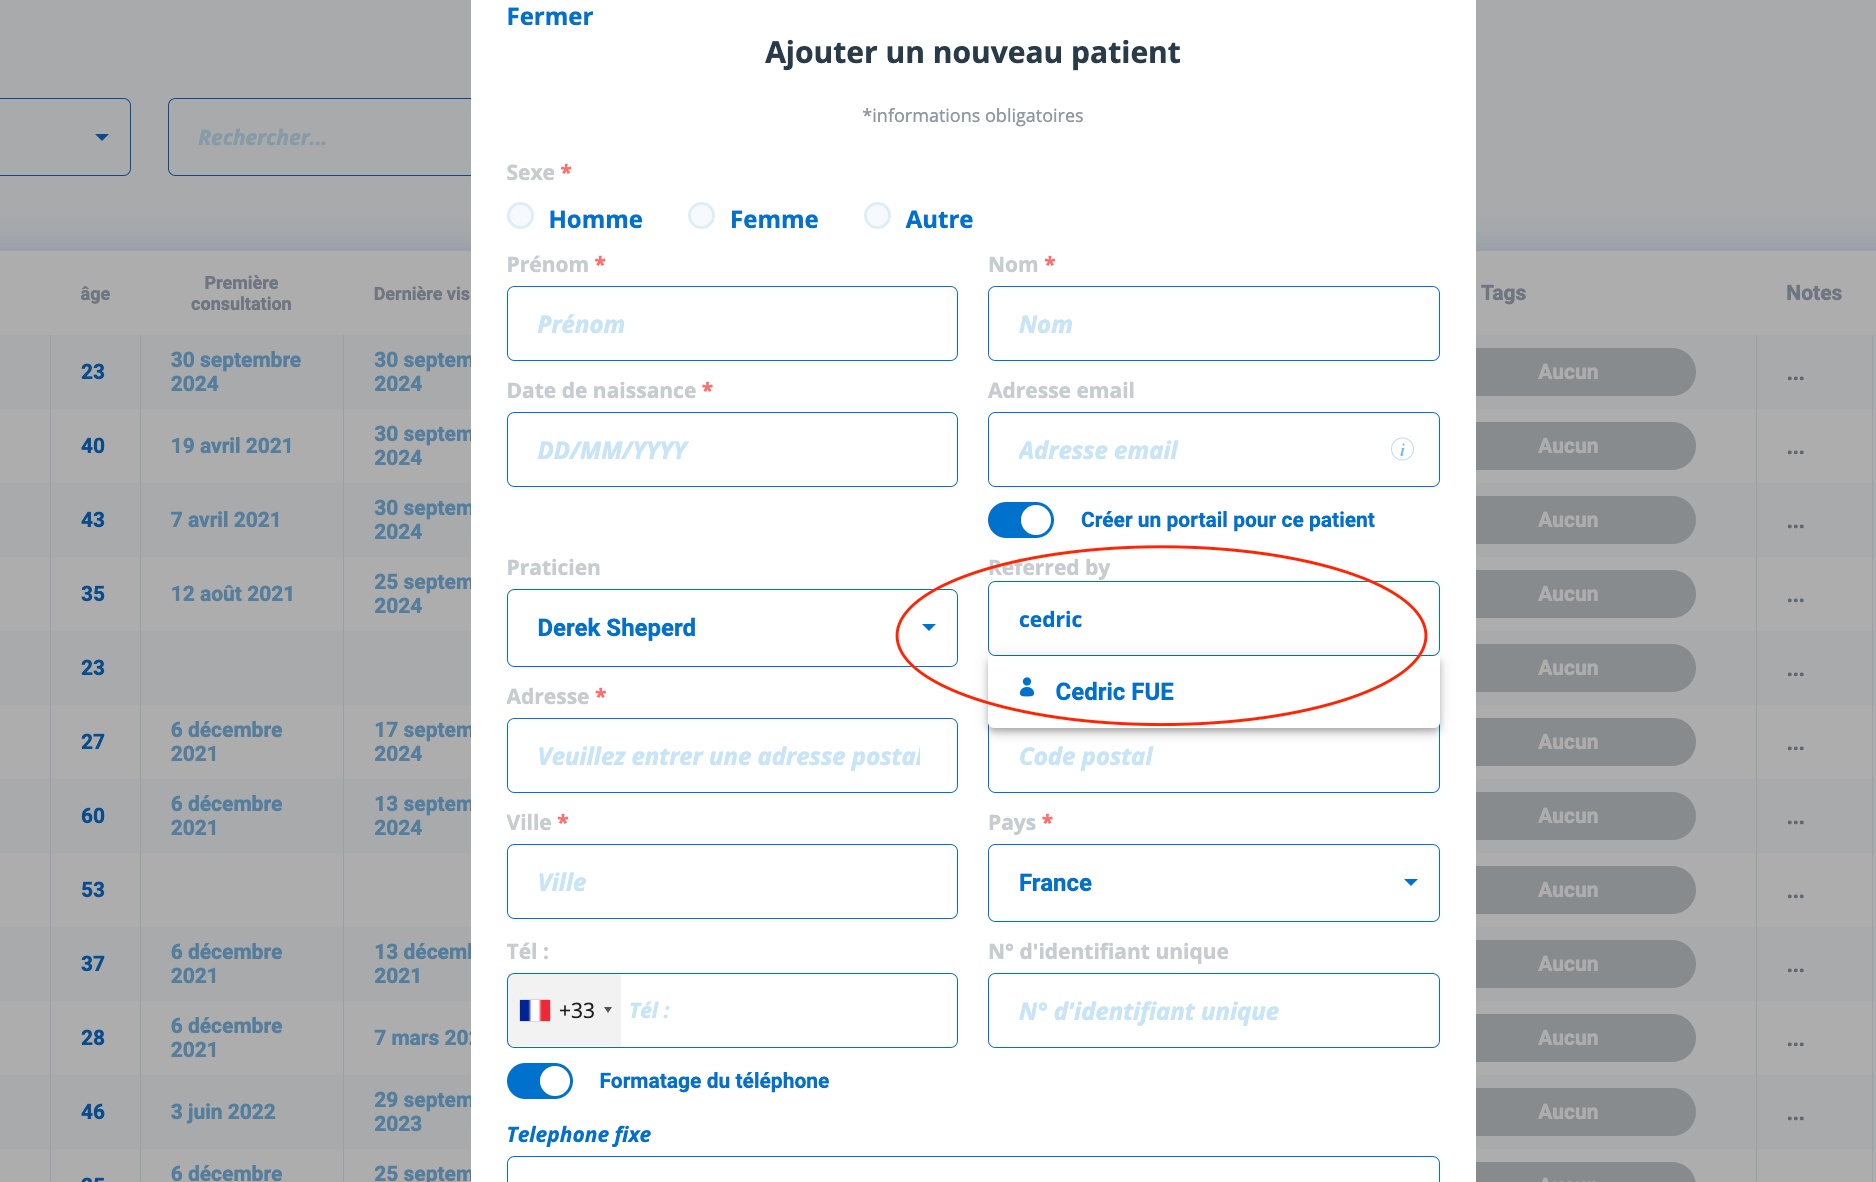 Fermer
Ajouter un nouveau patient
*informations obligatoires
Rechercher...
Sexe *
Homme
Femme
Autre
Prénom *
Nom *
Prénom
Nom
Date de naissance *
Adresse email
DD/MM/YYYY
Adresse email
Créer un portail pour ce patient
Praticien
Referred by
Derek Sheperd
cedric
Cedric FUE
Adresse *
Veuillez entrer une adresse postal
Code postal
Ville *
Pays *
Ville
France
Tél :
N° d'identifiant unique
+33
Tél :
N° d'identifiant unique
Formatage du téléphone
Telephone fixe
âge
Première
consultation
Dernière vis
Tags
Notes
23
30 septembre
2024
30 septem
2024
Aucun
...
40
19 avril 2021
30 septem
2024
Aucun
...
43
7 avril 2021
30 septem
2024
Aucun
...
35
12 août 2021
25 septem
2024
Aucun
...
23
Aucun
...
27
6 décembre
2021
17 septem
2024
Aucun
...
60
6 décembre
2021
13 septem
2024
Aucun
...
53
Aucun
...
37
6 décembre
2021
13 décem
2021
Aucun
...
28
6 décembre
2021
7 mars 20
Aucun
...
46
3 juin 2022
29 septem
2023
Aucun
...
6 décembre
25 septem